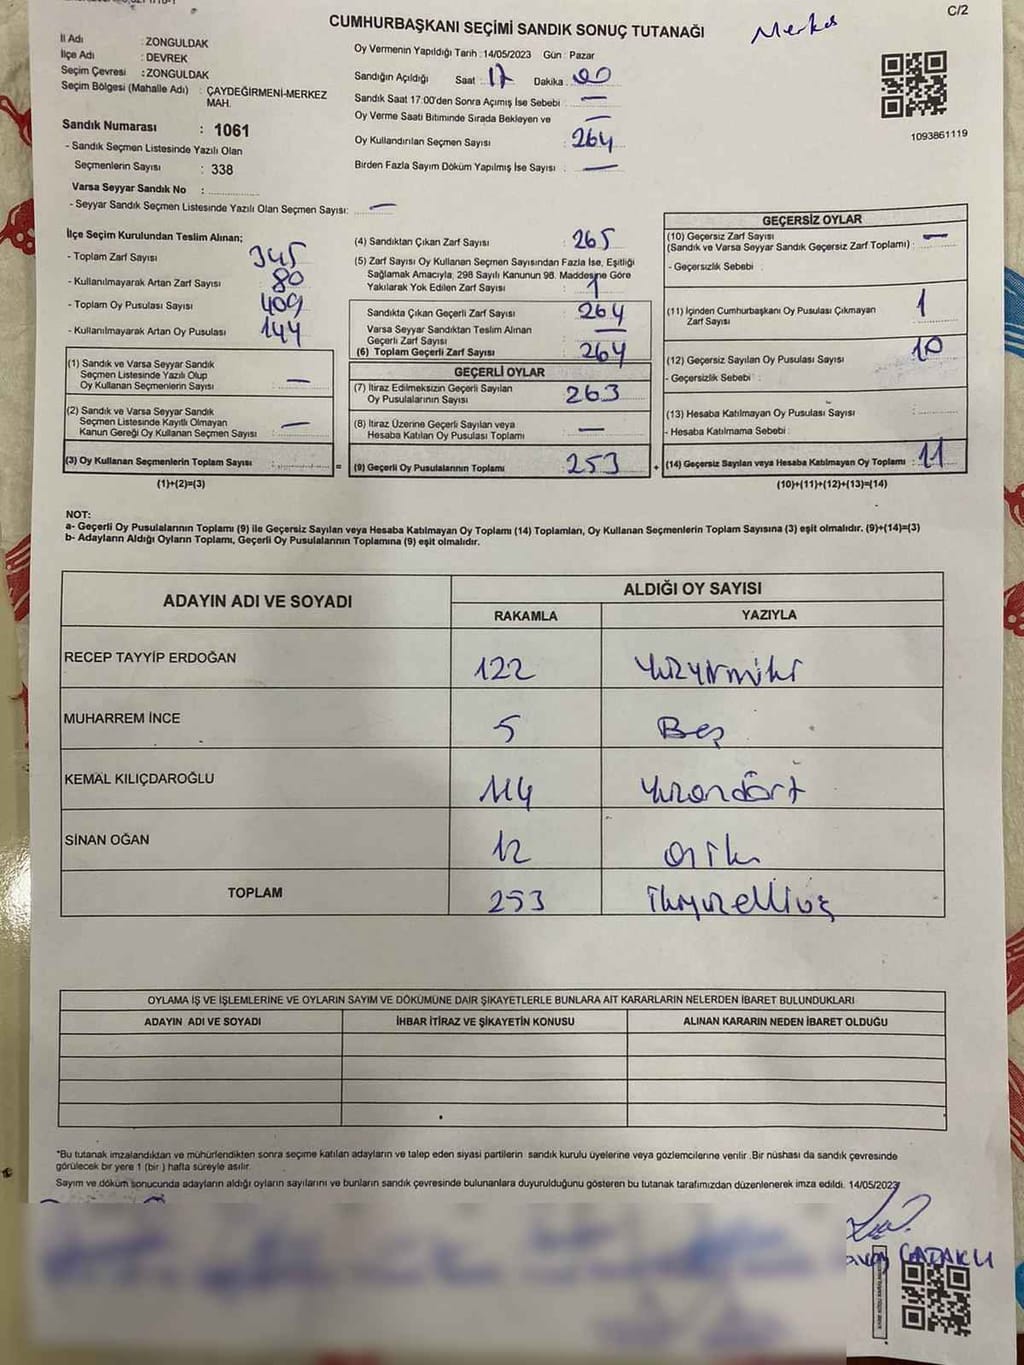 C/2
CUMHURBAŞKANI SEÇİMİ SANDIK SONUÇ TUTANAĞI
Merkez
İl Adı : ZONGULDAK
İlçe Adı : DEVREK
Seçim Çevresi : ZONGULDAK
Seçim Bölgesi (Mahalle Adı) : ÇAYDEĞİRMENİ-MERKEZ
MAH.
Sandık Numarası : 1061
- Sandık Seçmen Listesinde Yazılı Olan
Seçmenlerin Sayısı : 338
Varsa Seyyar Sandık No :
- Seyyar Sandık Seçmen Listesinde Yazılı Olan Seçmen Sayısı: —
Oy Vermenin Yapıldığı Tarih : 14/05/2023 Gün : Pazar
Sandığın Açıldığı Saat : 17 Dakika : 00
Sandık Saat 17:00'den Sonra Açımış İse Sebebi : —
Oy Verme Saati Bitiminde Sırada Bekleyen ve —
Oy Kullandırılan Seçmen Sayısı : 264
Birden Fazla Sayım Döküm Yapılmış İse Sayısı : —
1093861119
İlçe Seçim Kurulundan Teslim Alınan;
- Toplam Zarf Sayısı 345
- Kullanılmayarak Artan Zarf Sayısı : 80
- Toplam Oy Pusulası Sayısı 409
- Kullanılmayarak Artan Oy Pusulası 144
(1) Sandık ve Varsa Seyyar Sandık
Seçmen Listesinde Yazılı Olup
Oy Kullanan Seçmenlerin Sayısı : —
(2) Sandık ve Varsa Seyyar Sandık
Seçmen Listesinde Kayıtlı Olmayan
Kanun Gereği Oy Kullanan Seçmen Sayısı : —
(3) Oy Kullanan Seçmenlerin Toplam Sayısı :
=
(1)+(2)=(3)
(4) Sandıktan Çıkan Zarf Sayısı : 265
(5) Zarf Sayısı Oy Kullanan Seçmen Sayısından Fazla İse, Eşitliği
Sağlamak Amacıyla, 298 Sayılı Kanunun 98. Maddesine Göre
Yakılarak Yok Edilen Zarf Sayısı : 1
Sandıkta Çıkan Geçerli Zarf Sayısı : 264
Varsa Seyyar Sandıktan Teslim Alınan —
Geçerli Zarf Sayısı
(6) Toplam Geçerli Zarf Sayısı : 264
GEÇERLİ OYLAR
(7) İtiraz Edilmeksizin Geçerli Sayılan
Oy Pusulalarının Sayısı : 263
(8) İtiraz Üzerine Geçerli Sayılan veya
Hesaba Katılan Oy Pusulası Toplamı : —
(9) Geçerli Oy Pusulalarının Toplamı : 253
+
GEÇERSİZ OYLAR
(10) Geçersiz Zarf Sayısı —
(Sandık ve Varsa Seyyar Sandık Geçersiz Zarf Toplamı) :
- Geçersizlik Sebebi :
(11) İçinden Cumhurbaşkanı Oy Pusulası Çıkmayan 1
Zarf Sayısı
(12) Geçersiz Sayılan Oy Pusulası Sayısı : 10
- Geçersizlik Sebebi :
(13) Hesaba Katılmayan Oy Pusulası Sayısı :
- Hesaba Katılmama Sebebi :
(14) Geçersiz Sayılan veya Hesaba Katılmayan Oy Toplamı : 11
(10)+(11)+(12)+(13)=(14)
NOT:
a- Geçerli Oy Pusulalarının Toplamı (9) ile Geçersiz Sayılan veya Hesaba Katılmayan Oy Toplamı (14) Toplamları, Oy Kullanan Seçmenlerin Toplam Sayısına (3) eşit olmalıdır. (9)+(14)=(3)
b- Adayların Aldığı Oyların Toplamı, Geçerli Oy Pusulalarının Toplamına (9) eşit olmalıdır.
ADAYIN ADI VE SOYADI
ALDIĞI OY SAYISI
RAKAMLA YAZIYLA
RECEP TAYYİP ERDOĞAN 122 Yüzyirmiiki
MUHARREM İNCE 5 Beş
KEMAL KILIÇDAROĞLU 114 Yüzondört
SİNAN OĞAN 12 oniki
TOPLAM 253 ikiyüzelliüç
OYLAMA İŞ VE İŞLEMLERİNE VE OYLARIN SAYIM VE DÖKÜMÜNE DAİR ŞİKAYETLERLE BUNLARA AİT KARARLARIN NELERDEN İBARET BULUNDUKLARI
ADAYIN ADI VE SOYADI İHBAR İTİRAZ VE ŞİKAYETİN KONUSU ALINAN KARARIN NEDEN İBARET OLDUĞU
*Bu tutanak imzalandıktan ve mühürlendikten sonra seçime katılan adayların ve talep eden siyasi partilerin sandık kurulu üyelerine veya gözlemcilerine verilir .Bir nüshası da sandık çevresinde
görülecek bir yere 1 (bir ) hafta süreyle asılır.
Sayım ve döküm sonucunda adayların aldığı oyların sayılarını ve bunların sandık çevresinde bulunanlara duyurulduğunu gösteren bu tutanak tarafımızdan düzenlenerek imza edildi. 14/05/2023